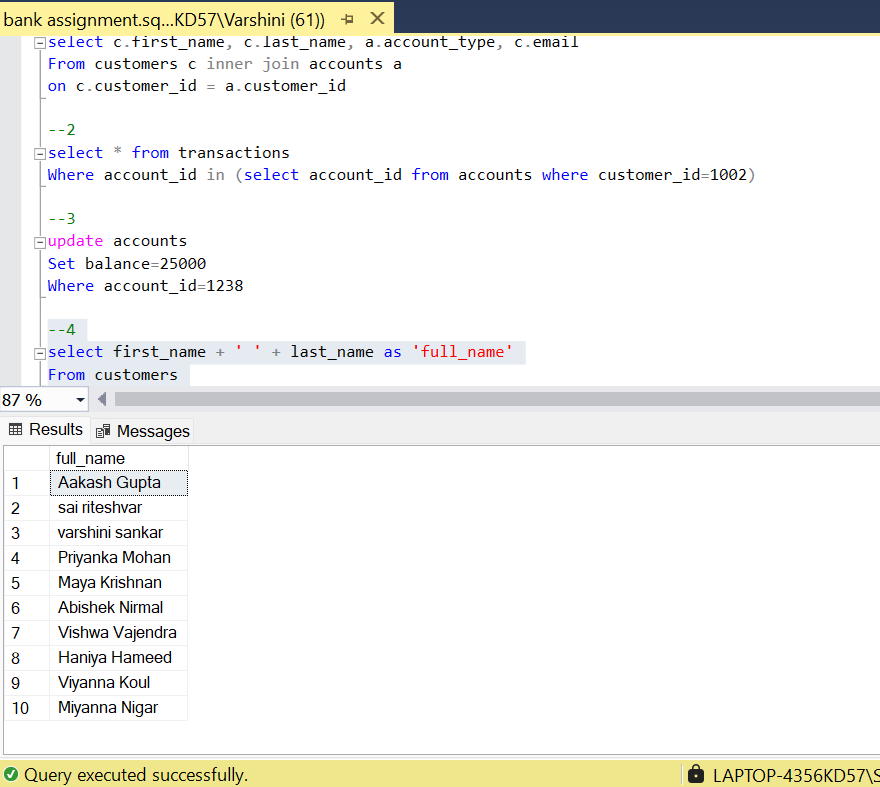 bank assignment.sq...KD57\Varshini (61))
select c.first_name, c.last_name, a.account_type, c.email
From customers c inner join accounts a
on c.customer_id = a.customer_id
--2
select * from transactions
Where account_id in (select account_id from accounts where customer_id=1002)
--3
update accounts
Set balance=25000
Where account_id=1238
--4
select first_name + ' ' + last_name as 'full_name'
From customers
87 %
Results Messages
full_name
1 Aakash Gupta
2 sai riteshvar
3 varshini sankar
4 Priyanka Mohan
5 Maya Krishnan
6 Abishek Nirmal
7 Vishwa Vajendra
8 Haniya Hameed
9 Viyanna Koul
10 Miyanna Nigar
Query executed successfully. LAPTOP-4356KD57\S